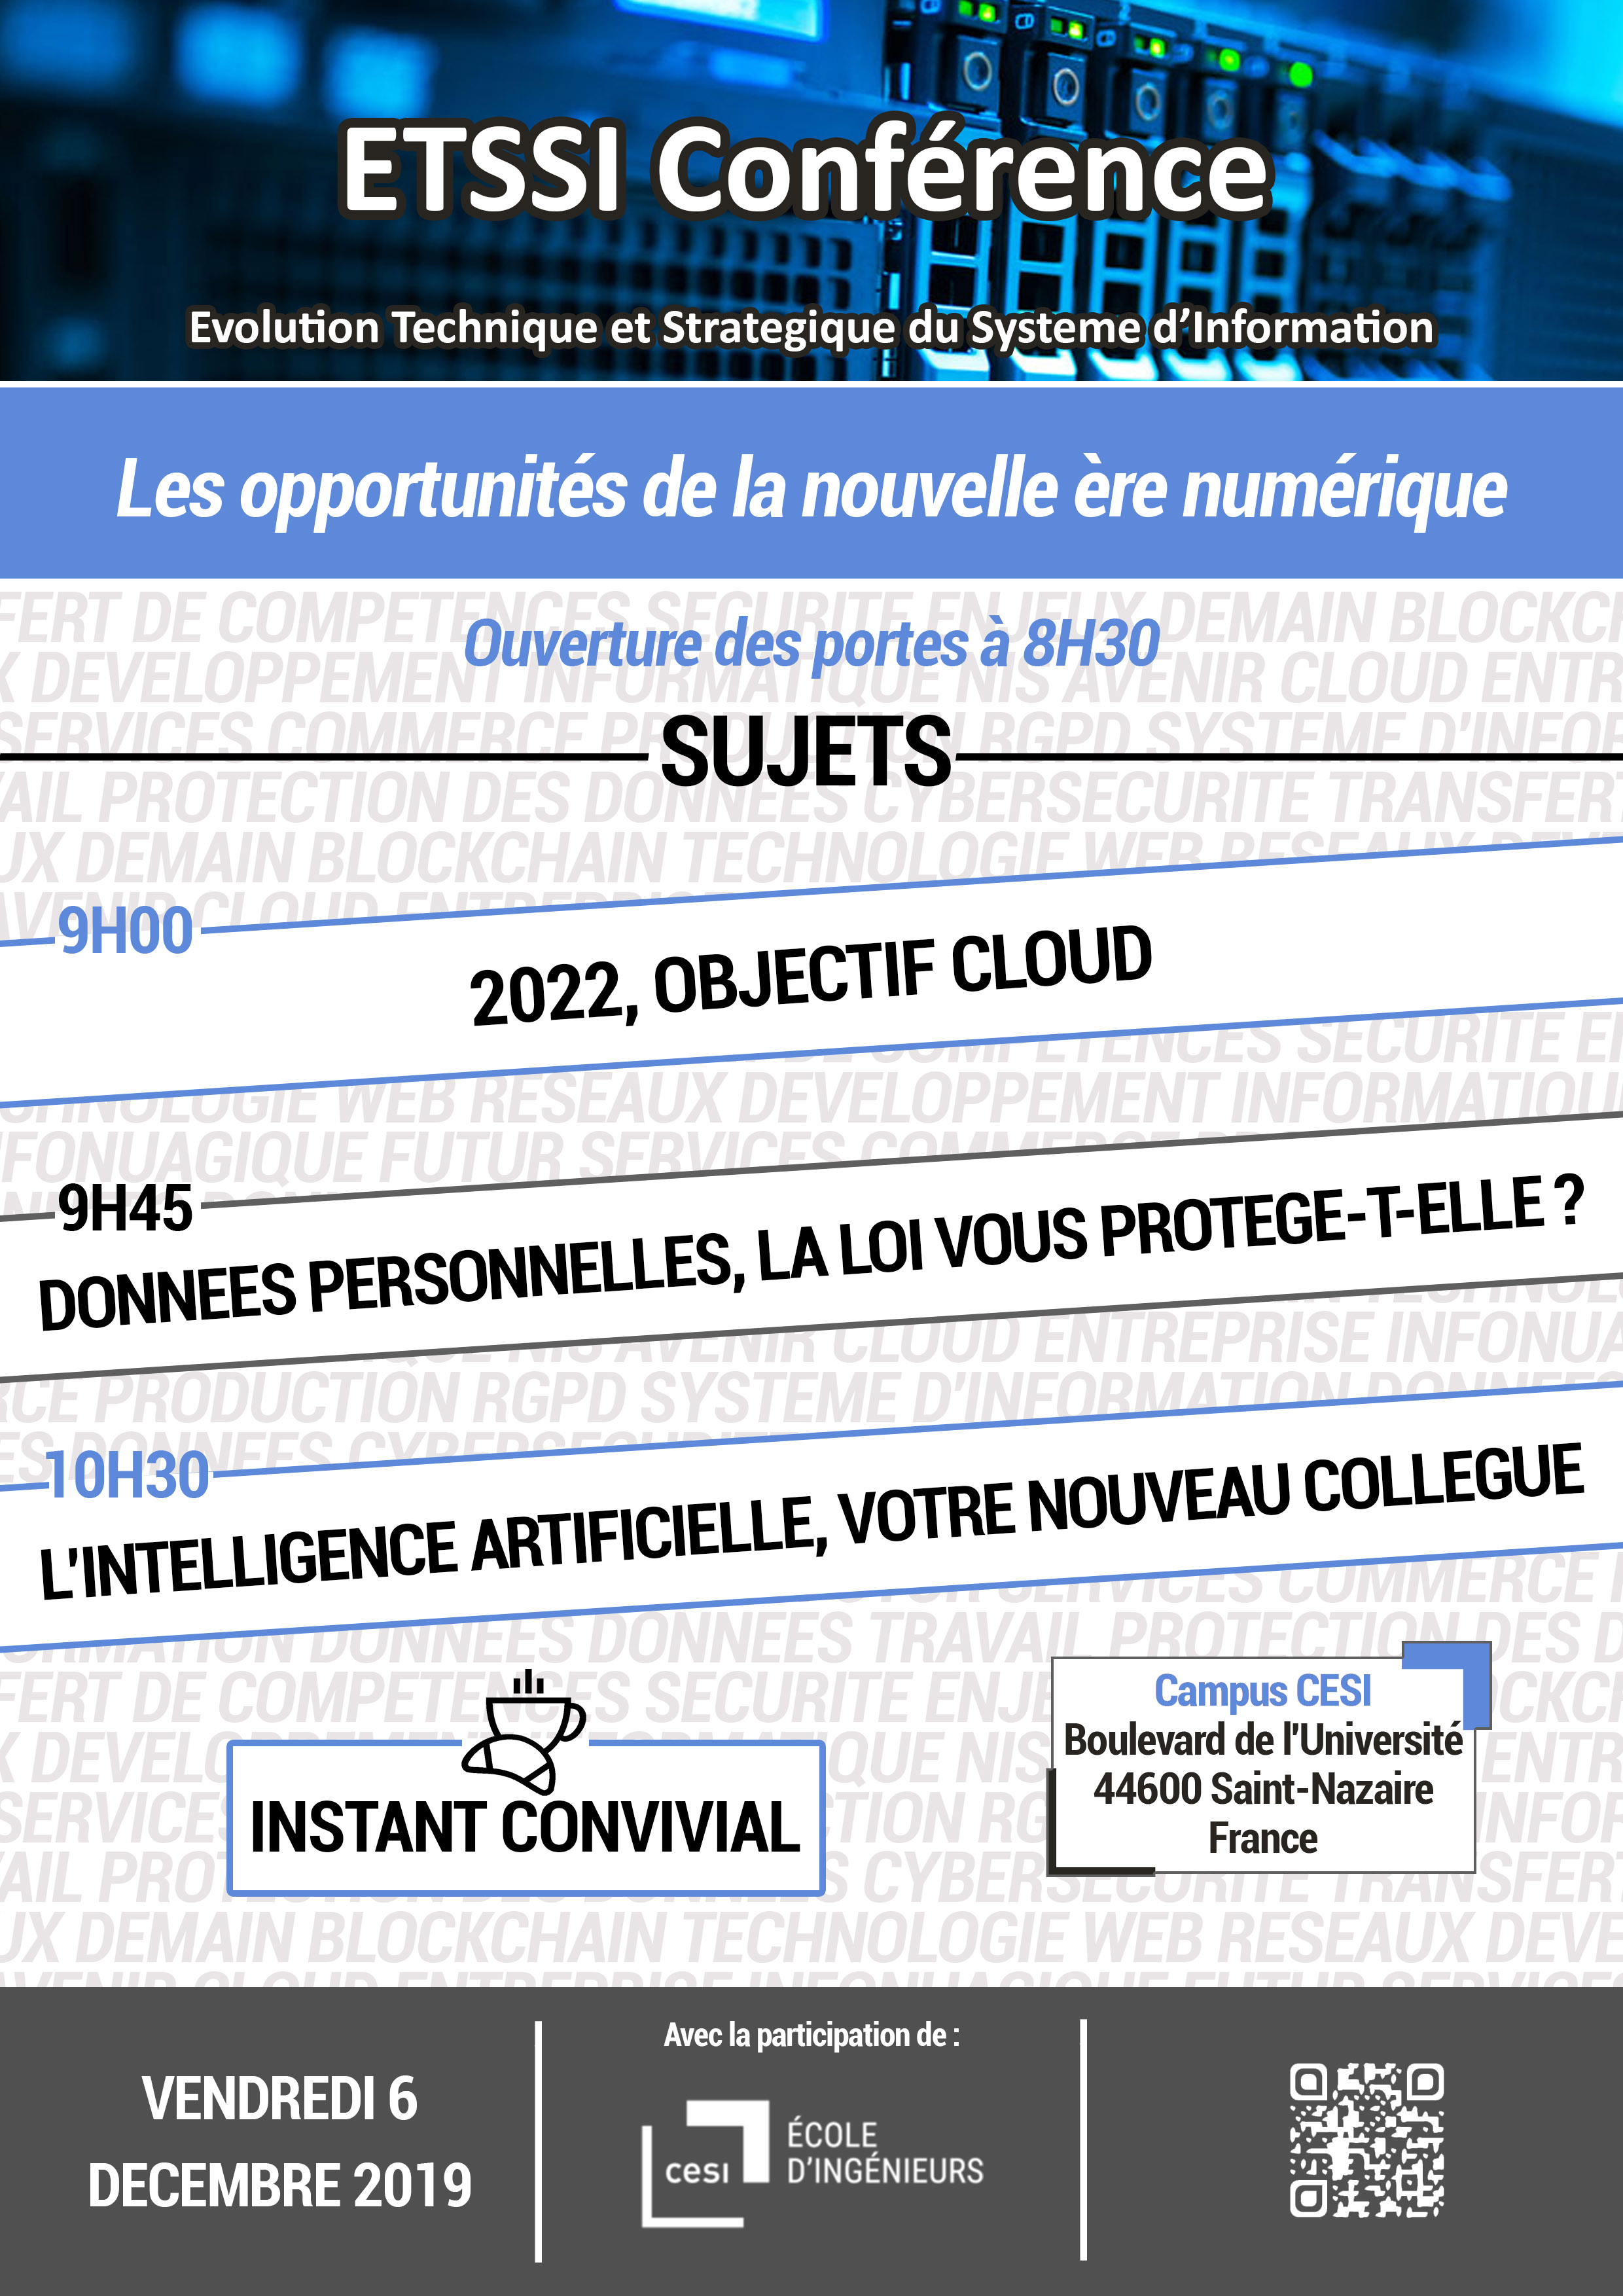 ETSSI Conférence
Evolution Technique et Strategique du Systeme d'Information
Les opportunités de la nouvelle ère numérique
Ouverture des portes à 8H30
SUJETS
9H00
2022, OBJECTIF CLOUD
9H45
DONNEES PERSONNELLES, LA LOI VOUS PROTEGE-T-ELLE ?
10H30
L'INTELLIGENCE ARTIFICIELLE, VOTRE NOUVEAU COLLEGUE
INSTANT CONVIVIAL
Campus CESI
Boulevard de l'Université
44600 Saint-Nazaire
France
VENDREDI 6
DECEMBRE 2019
Avec la participation de :
cesi
ÉCOLE
D'INGÉNIEURS